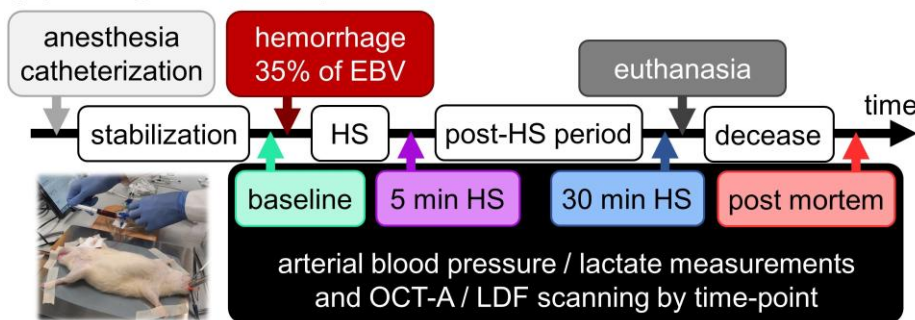 anesthesia
catheterization
hemorrhage
35% of EBV
euthanasia
time
stabilization
HS
post-HS period
decease
baseline
5 min HS
30 min HS
post mortem
arterial blood pressure / lactate measurements
and OCT-A / LDF scanning by time-point